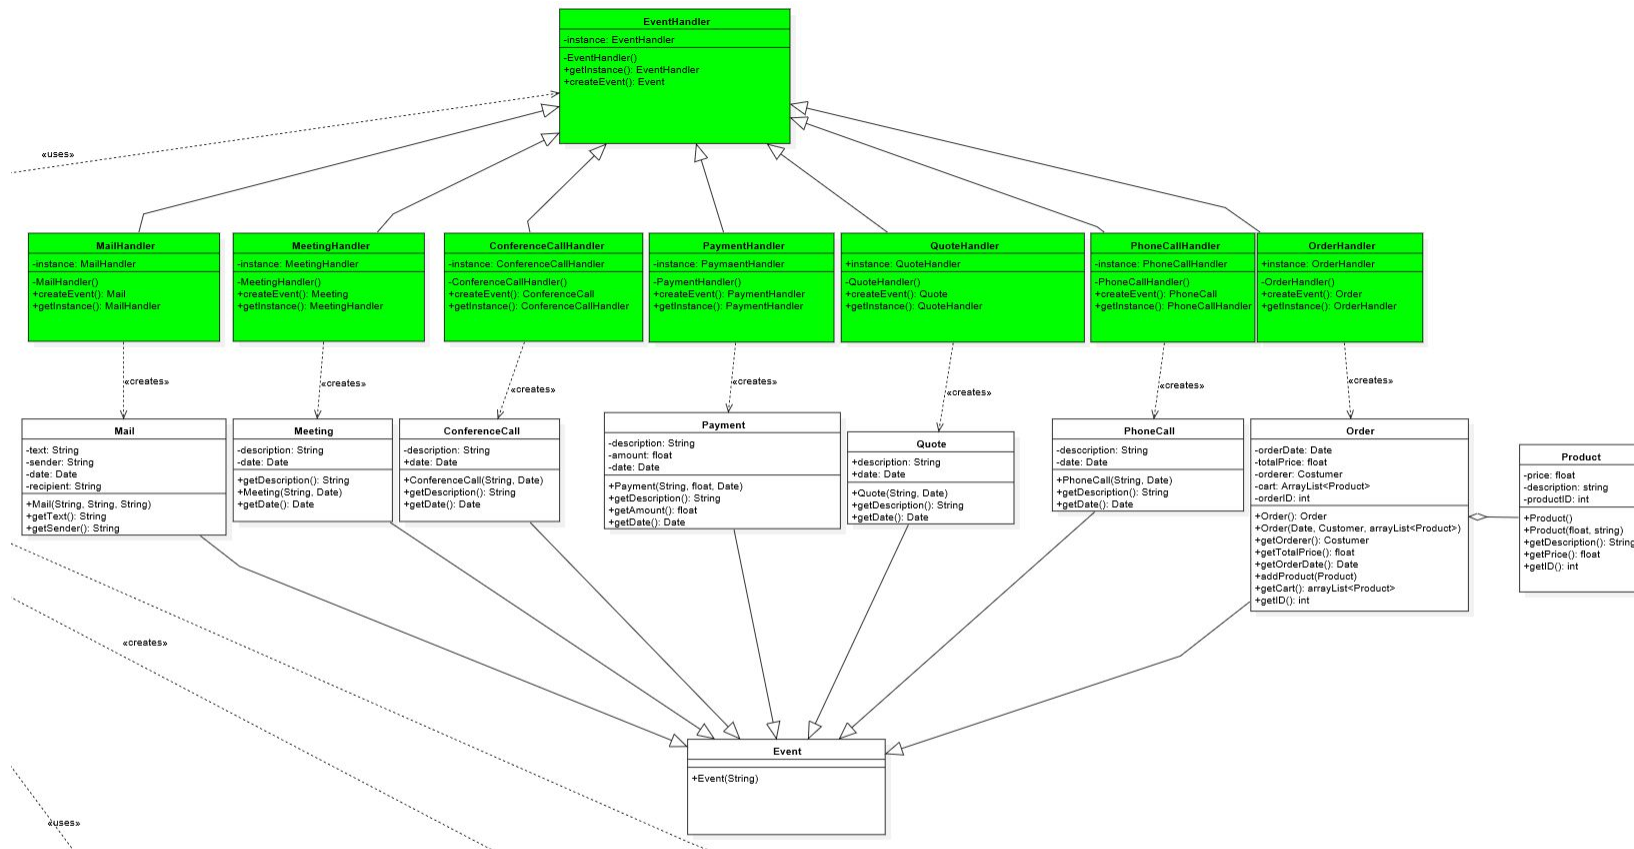 EventHandler
-instance: EventHandler
-EventHandler()
+getInstance(): EventHandler
+createEvent(): Event
«uses»
MailHandler
-instance: MailHandler
-MailHandler()
+createEvent(): Mail
+getInstance(): MailHandler
MeetingHandler
-instance: MeetingHandler
-MeetingHandler()
+createEvent(): Meeting
+getInstance(): MeetingHandler
ConferenceCallHandler
-instance: ConferenceCallHandler
-ConferenceCallHandler()
+createEvent(): ConferenceCall
+getInstance(): ConferenceCallHandler
PaymentHandler
-instance: PaymaentHandler
-PaymentHandler()
+createEvent(): PaymentHandler
+getInstance(): PaymentHandler
QuoteHandler
+instance: QuoteHandler
-QuoteHandler()
+createEvent(): Quote
+getInstance(): QuoteHandler
PhoneCallHandler
-instance: PhoneCallHandler
-PhoneCallHandler()
+createEvent(): PhoneCall
+getInstance(): PhoneCallHandler
OrderHandler
+instance: OrderHandler
-OrderHandler()
+createEvent(): Order
+getInstance(): OrderHandler
«creates»
«creates»
«creates»
«creates»
«creates»
«creates»
«creates»
Mail
-text: String
-sender: String
-date: Date
-recipient: String
+Mail(String, String, String)
+getText(): String
+getSender(): String
Meeting
-description: String
-date: Date
+getDescription(): String
+Meeting(String, Date)
+getDate(): Date
ConferenceCall
-description: String
+date: Date
+ConferenceCall(String, Date)
+getDescription(): String
+getDate(): Date
Payment
-description: String
-amount: float
-date: Date
+Payment(String, float, Date)
+getDescription(): String
+getAmount(): float
+getDate(): Date
Quote
+description: String
+date: Date
+Quote(String, Date)
+getDescription(): String
+getDate(): Date
PhoneCall
-desccription: String
-date: Date
+PhoneCall(String, Date)
+getDescription(): String
+getDate(): Date
Order
-orderDate: Date
-totalPrice: float
-orderer: Costumer
-cart: ArrayList<Product>
-orderID: int
+Order(): Order
+Order(Date, Customer, arrayList<Product>)
+getOrderer(): Costumer
+getTotalPrice(): float
+getOrderDate(): Date
+addProduct(Product)
+getCart(): arrayList<Product>
+getID(): int
Product
-price: float
-description: string
-productID: int
+Product()
+Product(float, string)
+getDescription(): String
+getPrice(): float
+getID(): int
«creates»
Event
+Event(String)
«uses»